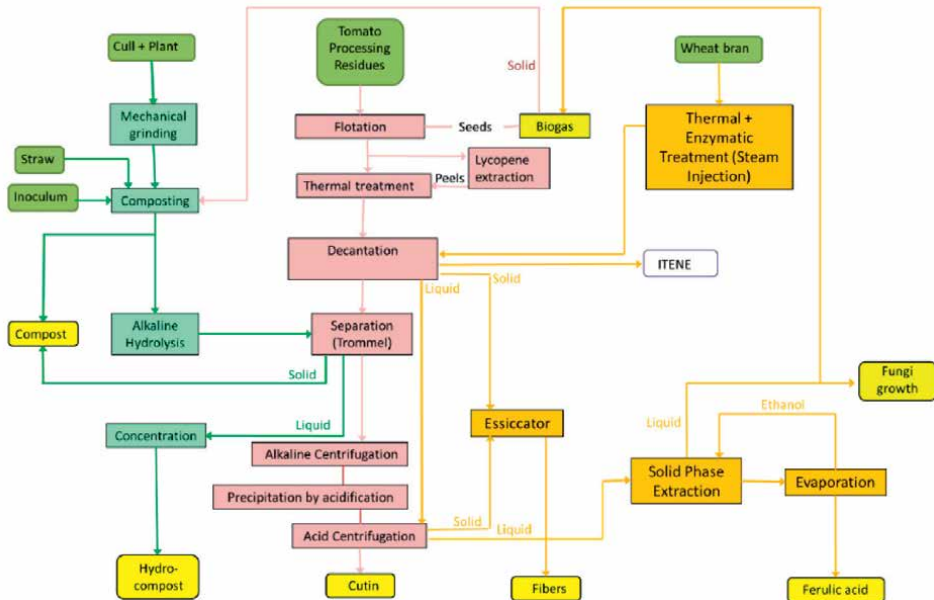 Cull + Plant
Tomato
Processing
Residues
Wheat bran
Solid
Mechanical
grinding
Flotation
Seeds
Biogas
Thermal +
Enzymatic
Treatment (Steam
Injection)
Straw
Lycopene
extraction
Peels
Thermal treatment
Inoculum
Composting
Decantation
ITENE
Liquid
Solid
Compost
Alkaline
Hydrolysis
Separation
(Trommel)
Solid
Fungi
growth
Ethanol
Liquid
Essiccator
Liquid
Concentration
Alkaline Centrifugation
Solid Phase
Extraction
Evaporation
Precipitation by acidification
Solid
Liquid
Acid Centrifugation
Hydro-
compost
Cutin
Fibers
Ferulic acid